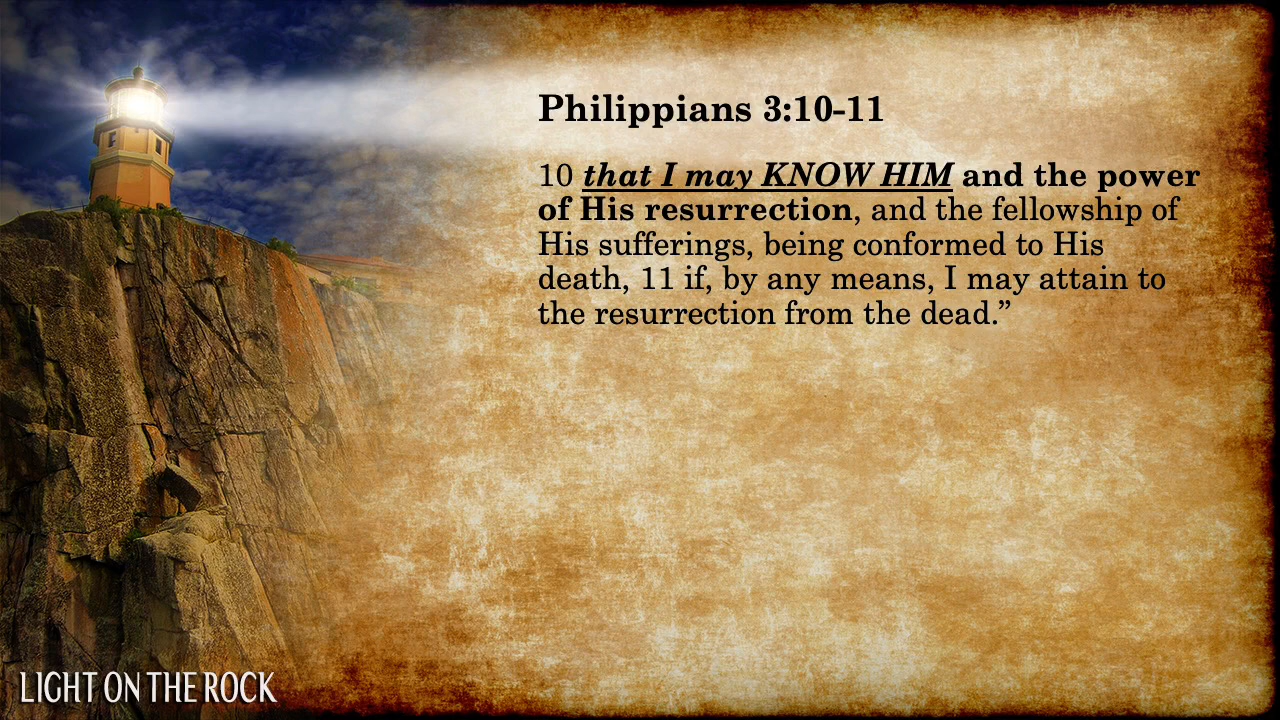 Philippians 3:10-11
10 that I may KNOW HIM and the power
of His resurrection, and the fellowship of
His sufferings, being conformed to His
death, 11 if, by any means, I may attain to
the resurrection from the dead.”
LIGHT ON THE ROCK